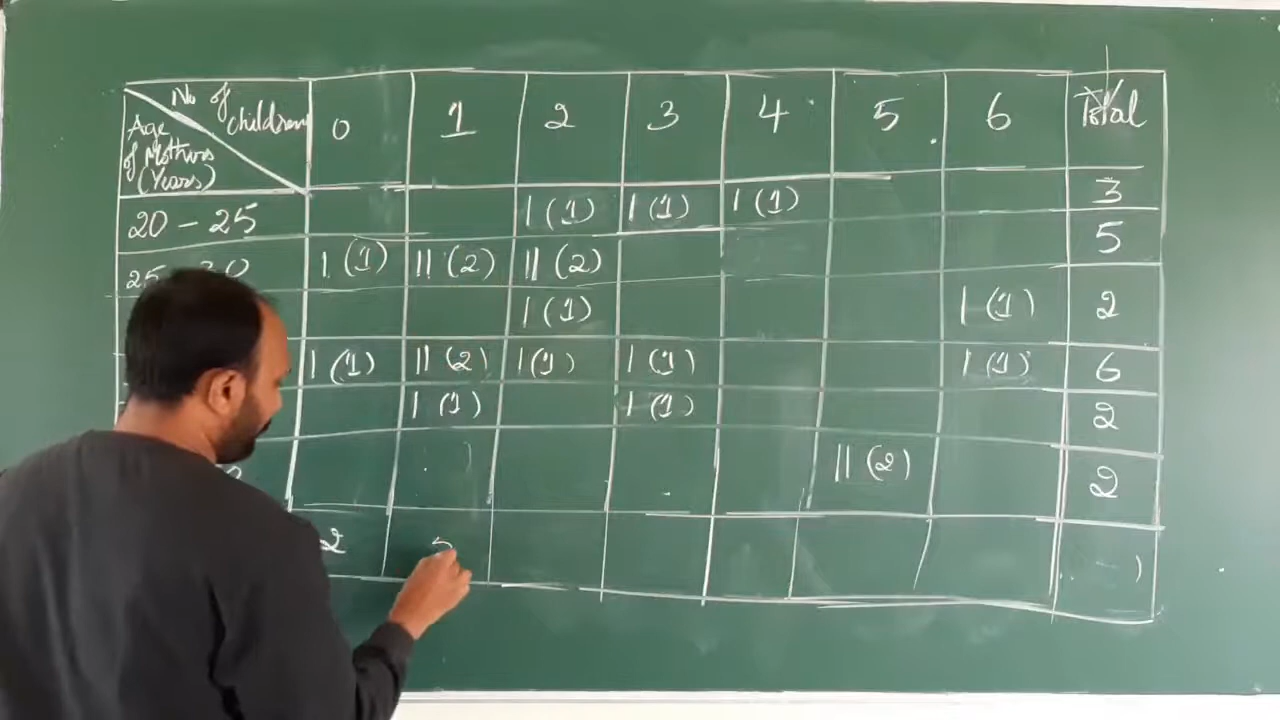 No of children
Age of Mothers (Years)
0 1 2 3 4 5 6 Total
20 – 25 | (1) | (1) | (1) 3
| (1) || (2) || (2) 5
| (1) | (1) 2
| (1) || (2) | (1) | (1) | (1) 6
| (1) | (1) 2
|| (2) 2
2